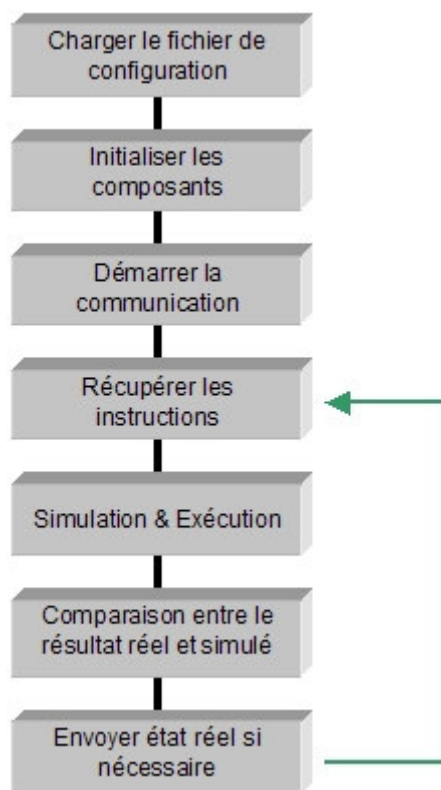 Charger le fichier de
configuration
Initialiser les
composants
Démarrer la
communication
Récupérer les
instructions
Simulation & Exécution
Comparaison entre le
résultat réel et simulé
Envoyer état réel si
nécessaire